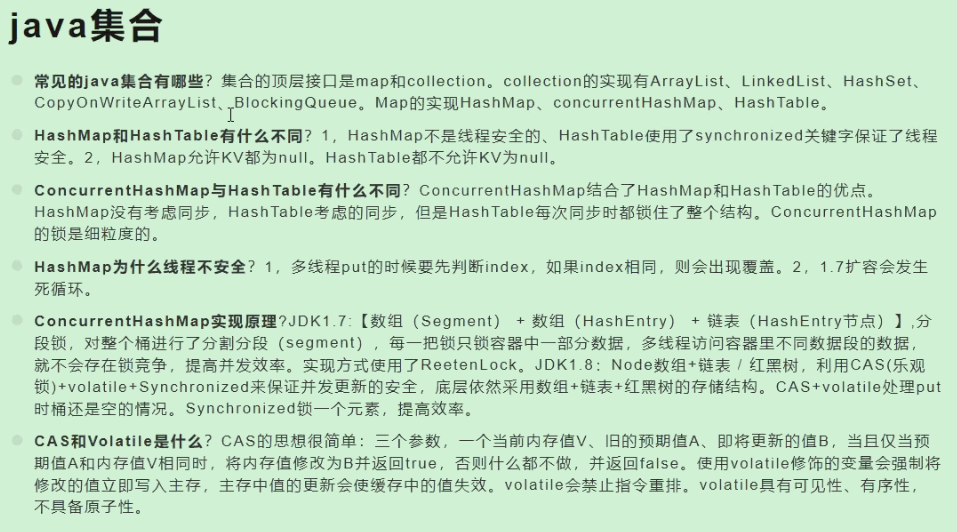 java集合
常见的java集合有哪些？集合的顶层接口是map和collection。collection的实现有ArrayList、LinkedList、HashSet、
CopyOnWriteArrayList、BlockingQueue。Map的实现HashMap、concurrentHashMap、HashTable。
HashMap和HashTable有什么不同？1，HashMap不是线程安全的、HashTable使用了synchronized关键字保证了线程
安全。2，HashMap允许KV都为null。HashTable都不允许KV为null。
ConcurrentHashMap与HashTable有什么不同？ConcurrentHashMap结合了HashMap和HashTable的优点。
HashMap没有考虑同步，HashTable考虑的同步，但是HashTable每次同步时都锁住了整个结构。ConcurrentHashMap
的锁是细粒度的。
HashMap为什么线程不安全？1，多线程put的时候要先判断index，如果index相同，则会出现覆盖。2，1.7扩容会发生
死循环。
ConcurrentHashMap实现原理?JDK1.7:【数组（Segment） + 数组（HashEntry） + 链表（HashEntry节点）】,分
段锁，对整个桶进行了分割分段（segment），每一把锁只锁容器中一部分数据，多线程访问容器里不同数据段的数据，
就不会存在锁竞争，提高并发效率。实现方式使用了ReetenLock。JDK1.8：Node数组+链表 / 红黑树，利用CAS(乐观
锁)+volatile+Synchronized来保证并发更新的安全，底层依然采用数组+链表+红黑树的存储结构。CAS+volatile处理put
时桶还是空的情况。Synchronized锁一个元素，提高效率。
CAS和Volatile是什么？CAS的思想很简单：三个参数，一个当前内存值V、旧的预期值A、即将更新的值B，当且仅当预
期值A和内存值V相同时，将内存值修改为B并返回true，否则什么都不做，并返回false。使用volatile修饰的变量会强制将
修改的值立即写入主存，主存中值的更新会使缓存中的值失效。volatile会禁止指令重排。volatile具有可见性、有序性，
不具备原子性。